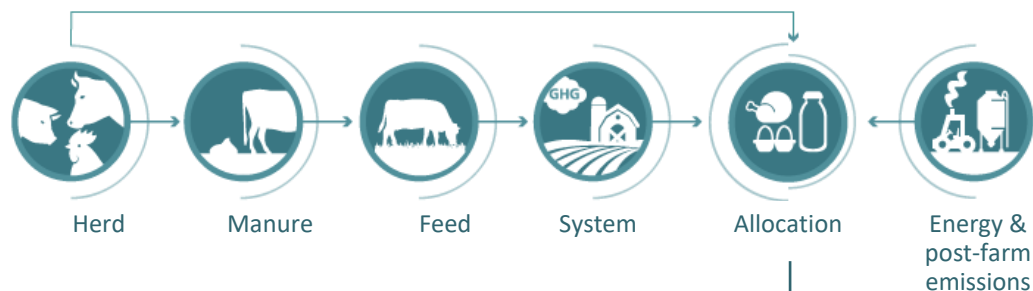 GHG
Herd
Manure
Feed
System
Allocation
Energy &
post-farm
emissions